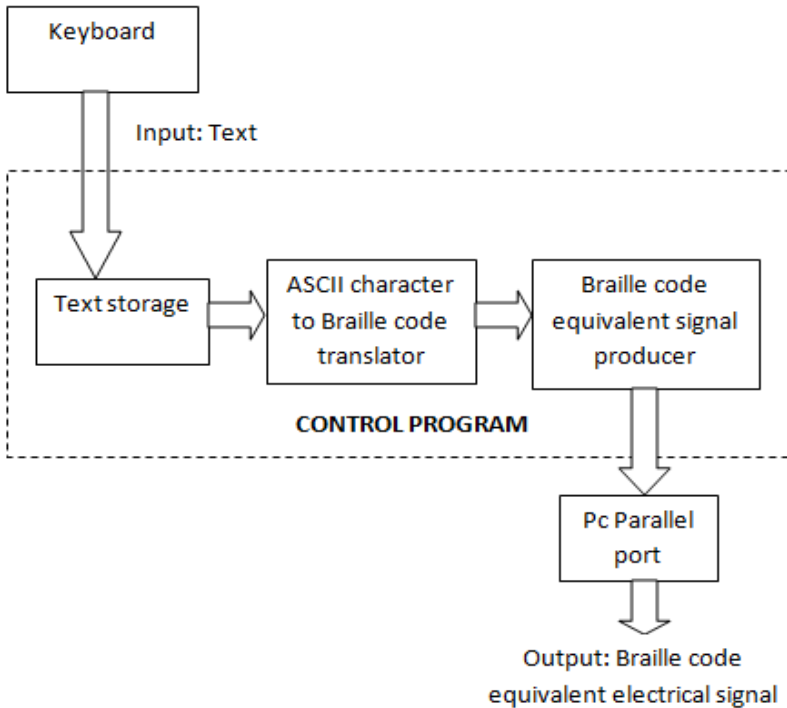 Keyboard
Input: Text
Text storage
ASCII character
to Braille code
translator
Braille code
equivalent signal
producer
CONTROL PROGRAM
Pc Parallel
port
Output: Braille code
equivalent electrical signal